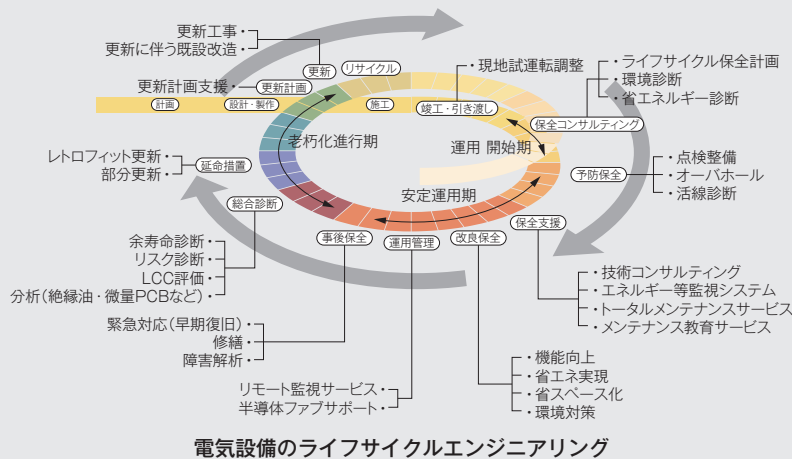 更新工事・
更新に伴う既設改造・
更新
リサイクル
・現地試運転調整
・ライフサイクル保全計画
・環境診断
・省エネルギー診断
更新計画支援・
更新計画
計画
設計・製作
施工
竣工・引き渡し
保全コンサルティング
老朽化進行期
運用 開始期
安定運用期
レトロフィット更新・
部分更新・
延命措置
予防保全
・点検整備
・オーバホール
・活線診断
総合診断
事後保全
運用管理
改良保全
保全支援
余寿命診断・
リスク診断・
LCC評価・
分析(絶縁油・微量PCBなど)・
・技術コンサルティング
・エネルギー等監視システム
・トータルメンテナンスサービス
・メンテナンス教育サービス
緊急対応(早期復旧)・
修繕・
障害解析・
リモート監視サービス・
半導体ファブサポート・
・機能向上
・省エネ実現
・省スペース化
・環境対策
電気設備のライフサイクルエンジニアリング